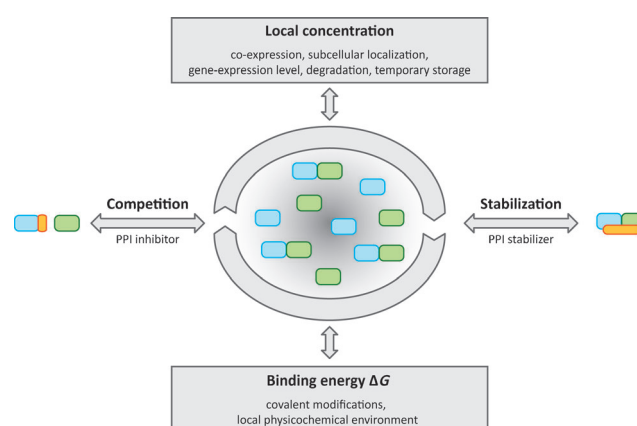 Local concentration
co-expression, subcellular localization,
gene-expression level, degradation, temporary storage
Competition
PPI inhibitor
Stabilization
PPI stabilizer
Binding energy ΔG
covalent modifications,
local physicochemical environment